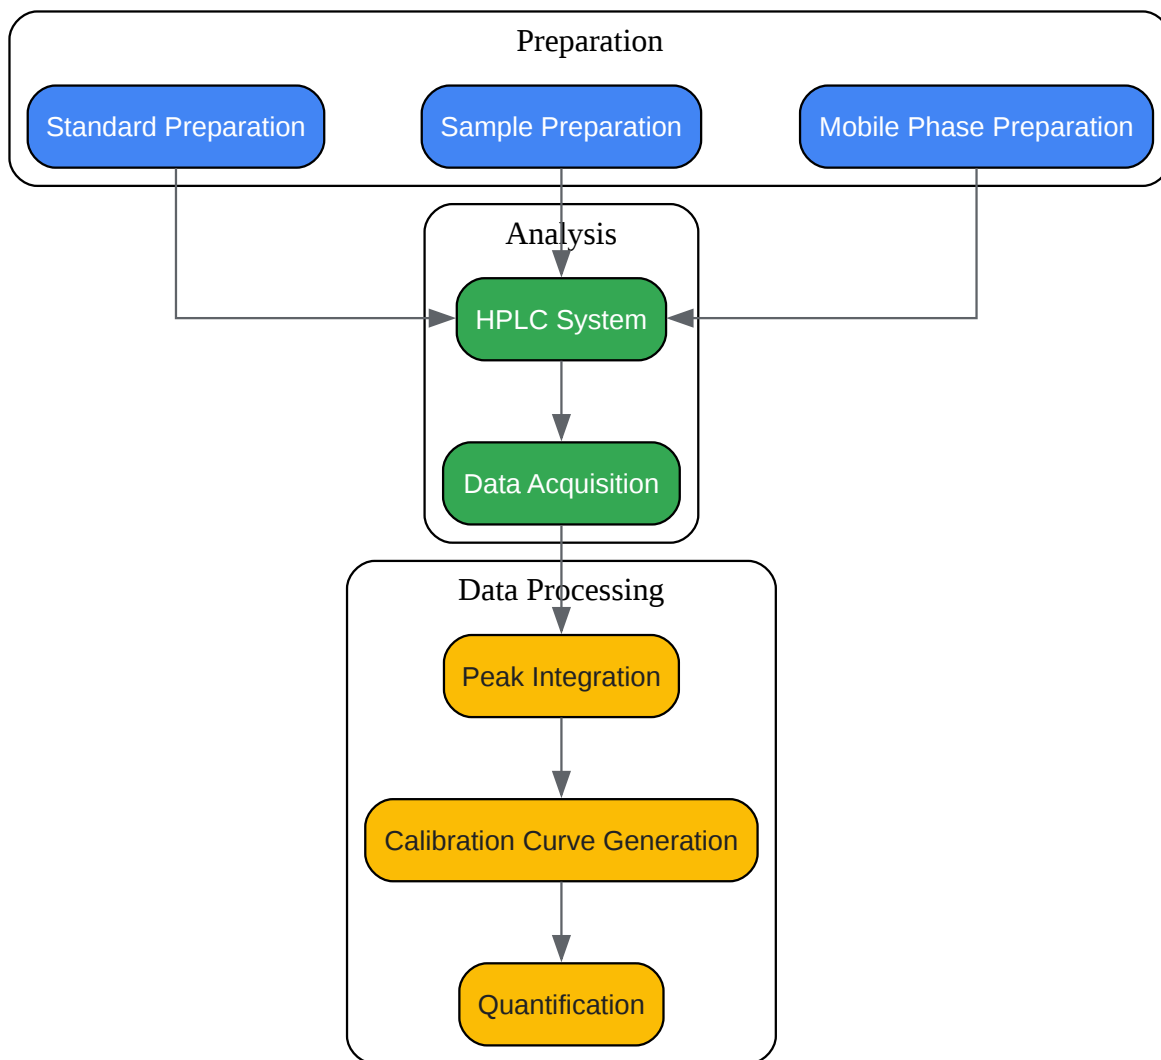 Preparation
Standard Preparation
Sample Preparation
Mobile Phase Preparation
Analysis
HPLC System
Data Acquisition
Data Processing
Peak Integration
Calibration Curve Generation
Quantification